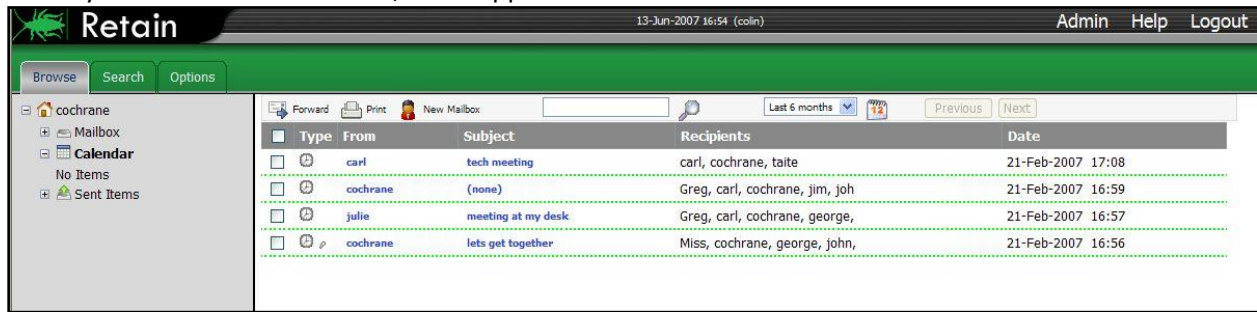 Retain
13-Jun-2007 16:54 (colin)
Admin Help Logout
Browse Search Options
cochrane
Mailbox
Calendar
No Items
Sent Items
Forward Print New Mailbox Last 6 months 12 Previous Next
Type From Subject Recipients Date
carl tech meeting carl, cochrane, taite 21-Feb-2007 17:08
cochrane (none) Greg, carl, cochrane, jim, joh 21-Feb-2007 16:59
julie meeting at my desk Greg, carl, cochrane, george, 21-Feb-2007 16:57
cochrane lets get together Miss, cochrane, george, john, 21-Feb-2007 16:56